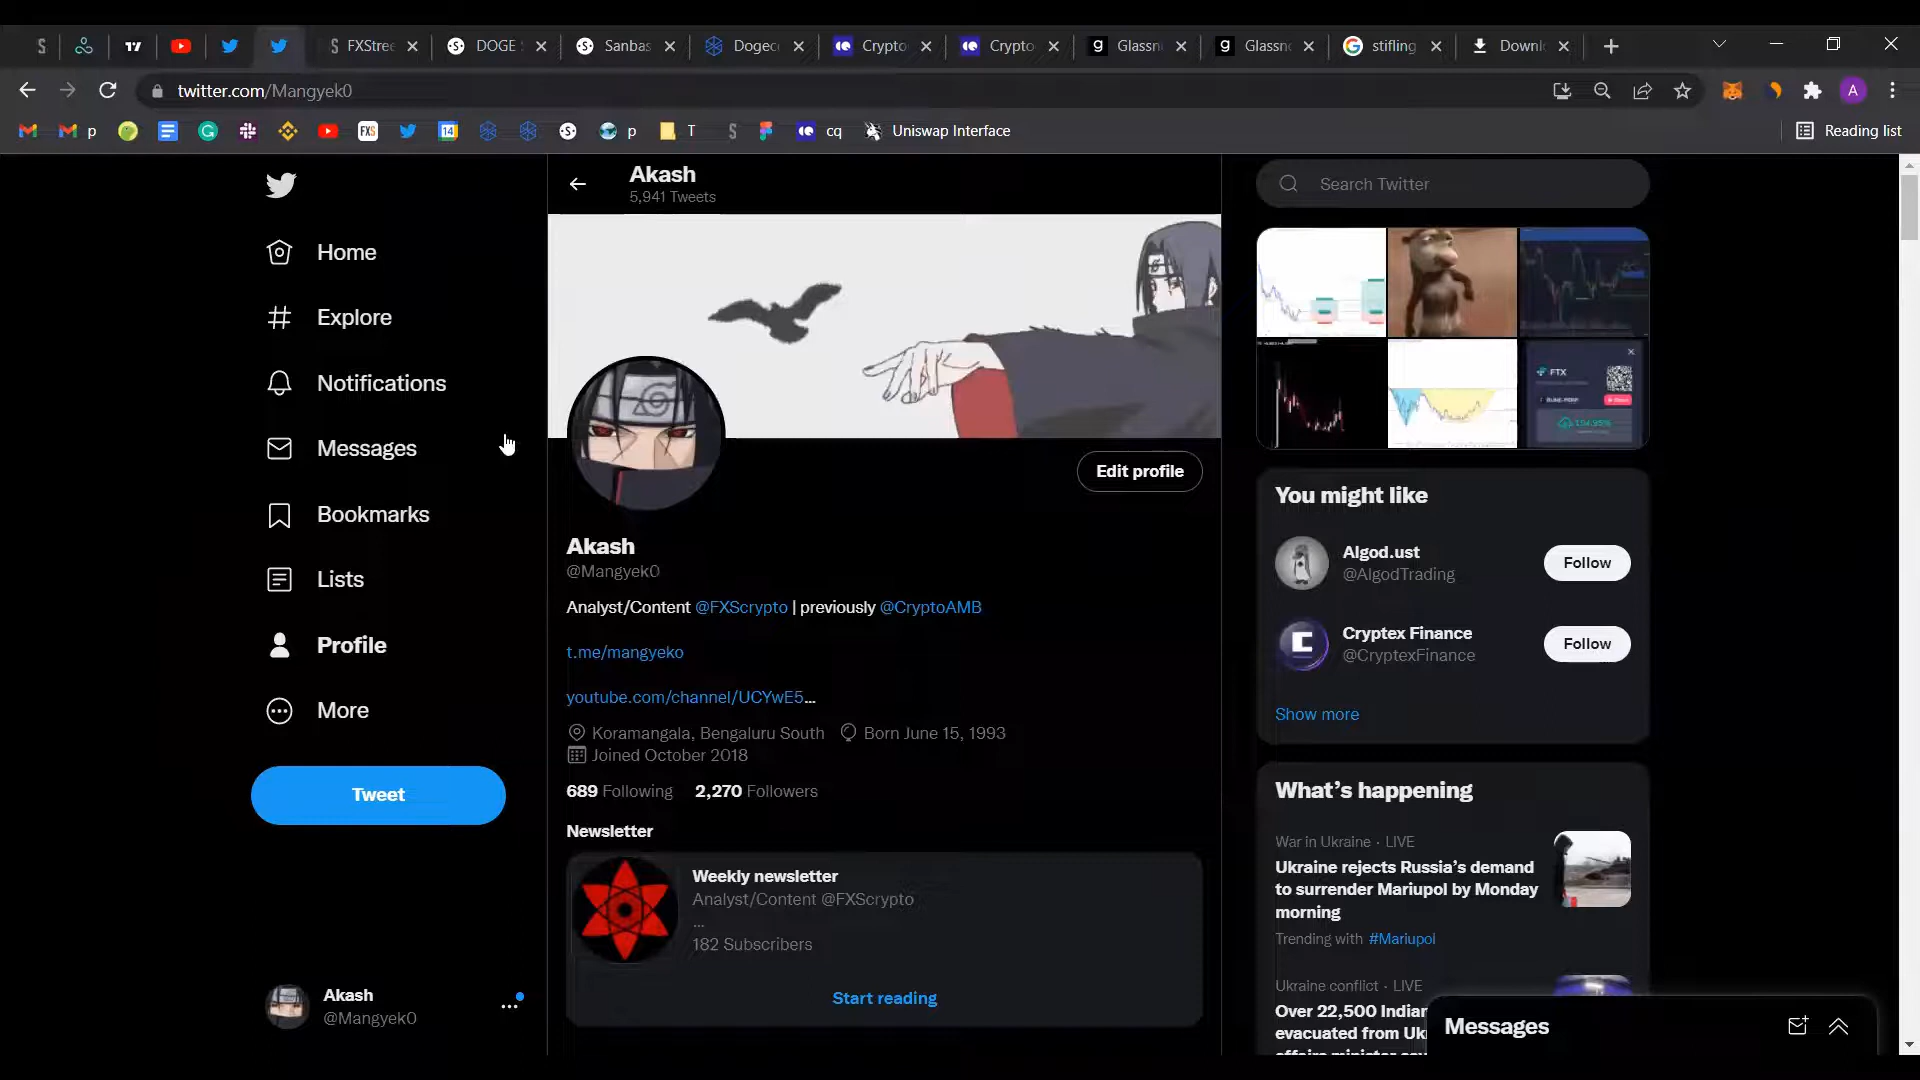 FXStree
DOGE
Sanbas
Dogec
Crypto
Crypto
Glassn
Glassn
stifling
Downl
twitter.com/Mangyek0
A
p
FXS
14
p
T
cq
Uniswap Interface
Reading list
Akash
5,941 Tweets
Search Twitter
Home
Explore
Notifications
Messages
Bookmarks
Lists
Profile
More
Tweet
Akash
@Mangyek0
Edit profile
Akash
@Mangyek0
Analyst/Content @FXScrypto | previously @CryptoAMB
t.me/mangyeko
youtube.com/channel/UCYwE5...
Koramangala, Bengaluru South Born June 15, 1993
Joined October 2018
689 Following 2,270 Followers
Newsletter
Weekly newsletter
Analyst/Content @FXScrypto
...
182 Subscribers
Start reading
FTX
RUNE-PERP
You might like
Algod.ust
@AlgodTrading
Follow
Cryptex Finance
@CryptexFinance
Follow
Show more
What's happening
War in Ukraine · LIVE
Ukraine rejects Russia's demand
to surrender Mariupol by Monday
morning
Trending with #Mariupol
Ukraine conflict · LIVE
Over 22,500 Indian
evacuated from Uk
Messages